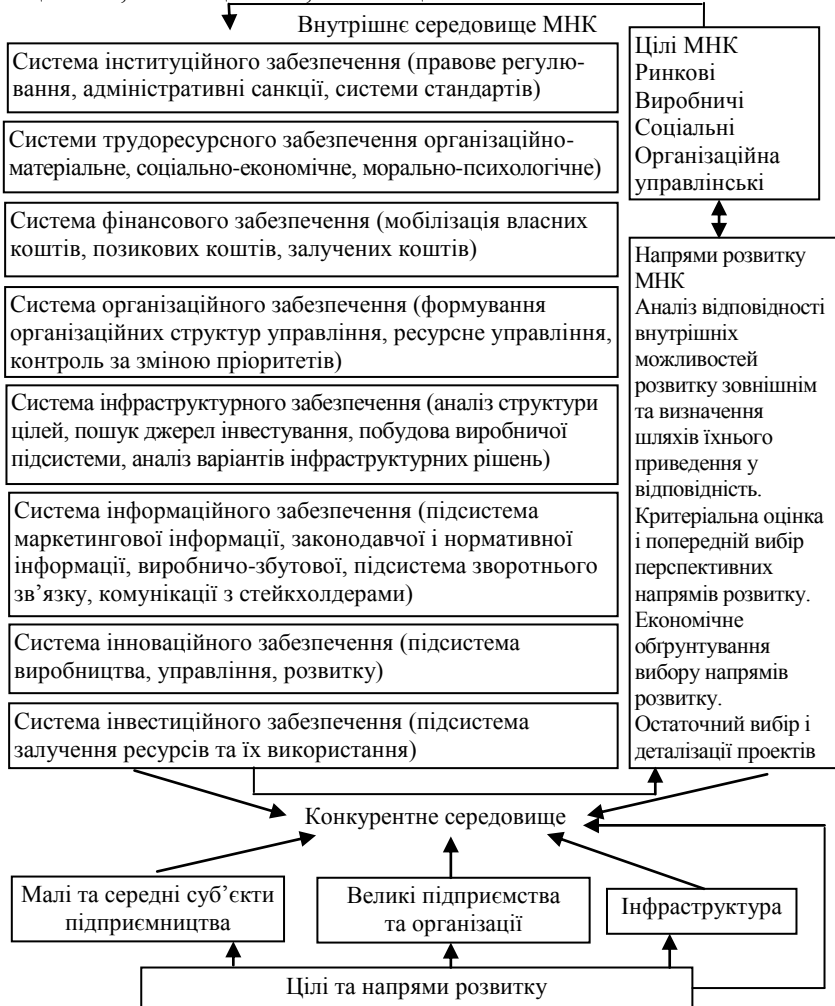 Внутрішнє середовище МНК
Система інституційного забезпечення (правове регулю-
вання, адміністративні санкції, системи стандартів)
Системи трудоресурсного забезпечення організаційно-
матеріальне, соціально-економічне, морально-психологічне)
Система фінансового забезпечення (мобілізація власних
коштів, позикових коштів, залучених коштів)
Система організаційного забезпечення (формування
організаційних структур управління, ресурсне управління,
контроль за зміною пріоритетів)
Система інфраструктурного забезпечення (аналіз структури
цілей, пошук джерел інвестування, побудова виробничої
підсистеми, аналіз варіантів інфраструктурних рішень)
Система інформаційного забезпечення (підсистема
маркетингової інформації, законодавчої і нормативної
інформації, виробничо-збутової, підсистема зворотнього
зв’язку, комунікації з стейкхолдерами)
Система інноваційного забезпечення (підсистема
виробництва, управління, розвитку)
Система інвестиційного забезпечення (підсистема
залучення ресурсів та їх використання)
Цілі МНК
Ринкові
Виробничі
Соціальні
Організаційна
управлінські
Напрями розвитку
МНК
Аналіз відповідності
внутрішніх
можливостей
розвитку зовнішнім
та визначення
шляхів їхнього
приведення у
відповідність.
Критеріальна оцінка
і попередній вибір
перспективних
напрямів розвитку.
Економічне
обґрунтування
вибору напрямів
розвитку.
Остаточний вибір і
деталізації проектів
Конкурентне середовище
Малі та середні суб’єкти
підприємництва
Великі підприємства
та організації
Інфраструктура
Цілі та напрями розвитку